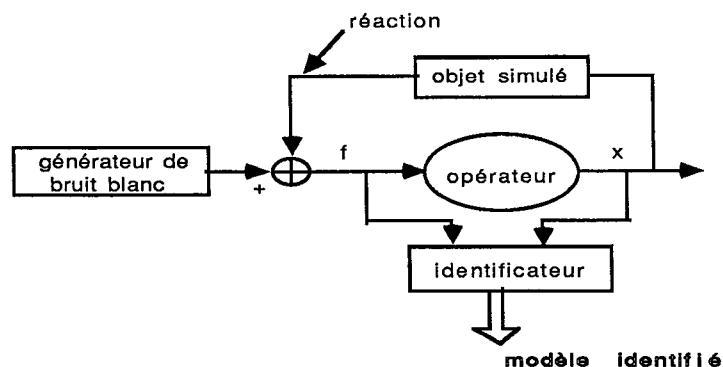 réaction
objet simulé
générateur de
bruit blanc
+
f
opérateur
x
identificateur
modèle identifié